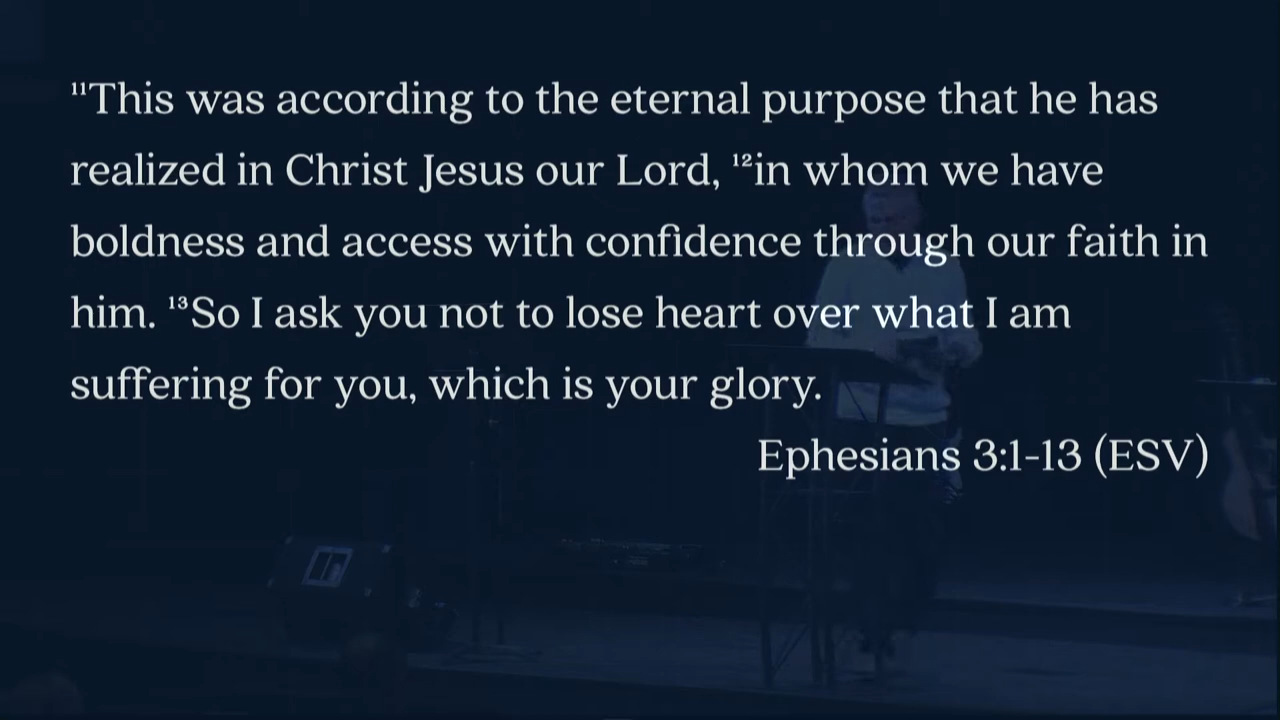 ¹¹This was according to the eternal purpose that he has
realized in Christ Jesus our Lord, ¹²in whom we have
boldness and access with confidence through our faith in
him. ¹³So I ask you not to lose heart over what I am
suffering for you, which is your glory.
Ephesians 3:1-13 (ESV)